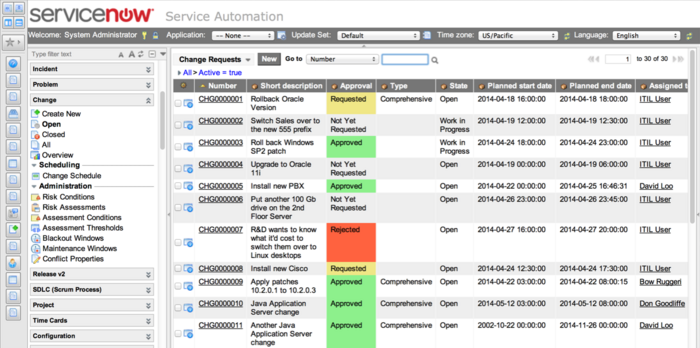 servicenow Service Automation
Welcome: System Administrator Application: -- None -- Update Set: Default Time zone: US/Pacific Language: English
Type filter text A A
Incident
Problem
Change
Create New
Open
Closed
All
Overview
Scheduling
Change Schedule
Administration
Risk Conditions
Risk Assessments
Assessment Conditions
Assessment Thresholds
Blackout Windows
Maintenance Windows
Conflict Properties
Release v2
SDLC (Scrum Process)
Project
Time Cards
Configuration
Change Requests New Go to Number 1 to 30 of 30
All > Active = true
Number Short description Approval Type State Planned start date Planned end date Assigned t
CHG0000001 Rollback Oracle Version Requested Comprehensive Open 2014-04-18 16:00:00 2014-04-18 18:00:00 ITIL User
CHG0000002 Switch Sales over to the new 555 prefix Not Yet Requested Work in Progress 2014-04-19 12:00:00 2014-04-19 12:30:00 ITIL User
CHG0000003 Roll back Windows SP2 patch Approved Work in Progress 2014-04-24 18:00:00 2014-04-24 23:00:00 ITIL User
CHG0000004 Upgrade to Oracle 11i Not Yet Requested Open 2014-04-19 00:00:00 2014-04-19 06:00:00 ITIL User
CHG0000005 Install new PBX Approved Open 2014-04-22 00:00:00 2014-04-25 16:46:31 David Loo
CHG0000006 Put another 100 Gb drive on the 2nd Floor Server Not Yet Requested Open 2014-04-26 23:00:00 2014-04-26 23:45:00 ITIL User
CHG0000007 R&D wants to know what it'd cost to switch them over to Linux desktops Rejected Open 2014-04-27 16:00:00 2014-04-27 20:00:00 ITIL User
CHG0000008 Install new Cisco Requested Open 2014-04-24 12:30:00 2014-04-24 17:30:00 ITIL User
CHG0000009 Apply patches 10.2.0.1 to 10.2.0.3 Approved Comprehensive Open 2014-04-22 03:00:00 2014-04-22 08:00:15 Bow Ruggeri
CHG0000010 Java Application Server change Approved Comprehensive Open 2014-05-12 03:00:00 2014-05-12 08:00:00 Don Goodliffe
CHG0000011 Another Java Application Server change Approved Comprehensive Open 2002-10-22 00:00:00 2014-11-26 00:00:00 David Loo